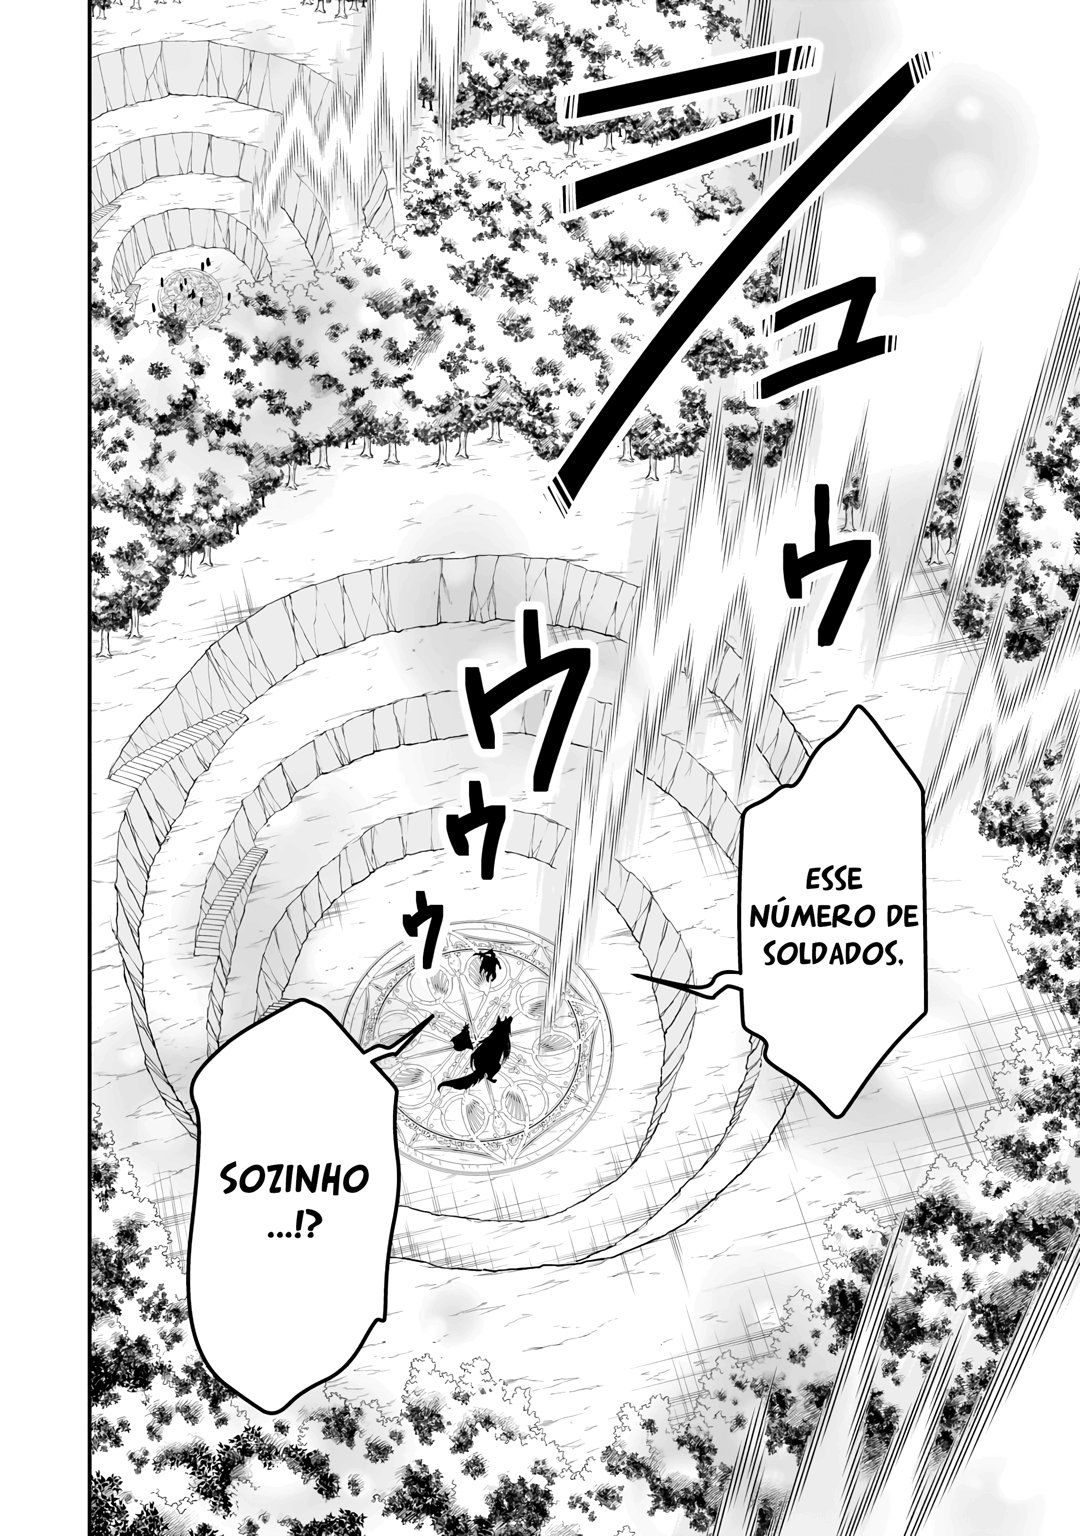 シュウウウウ
ESSE
NÚMERO DE
SOLDADOS,
SOZINHO
...!?